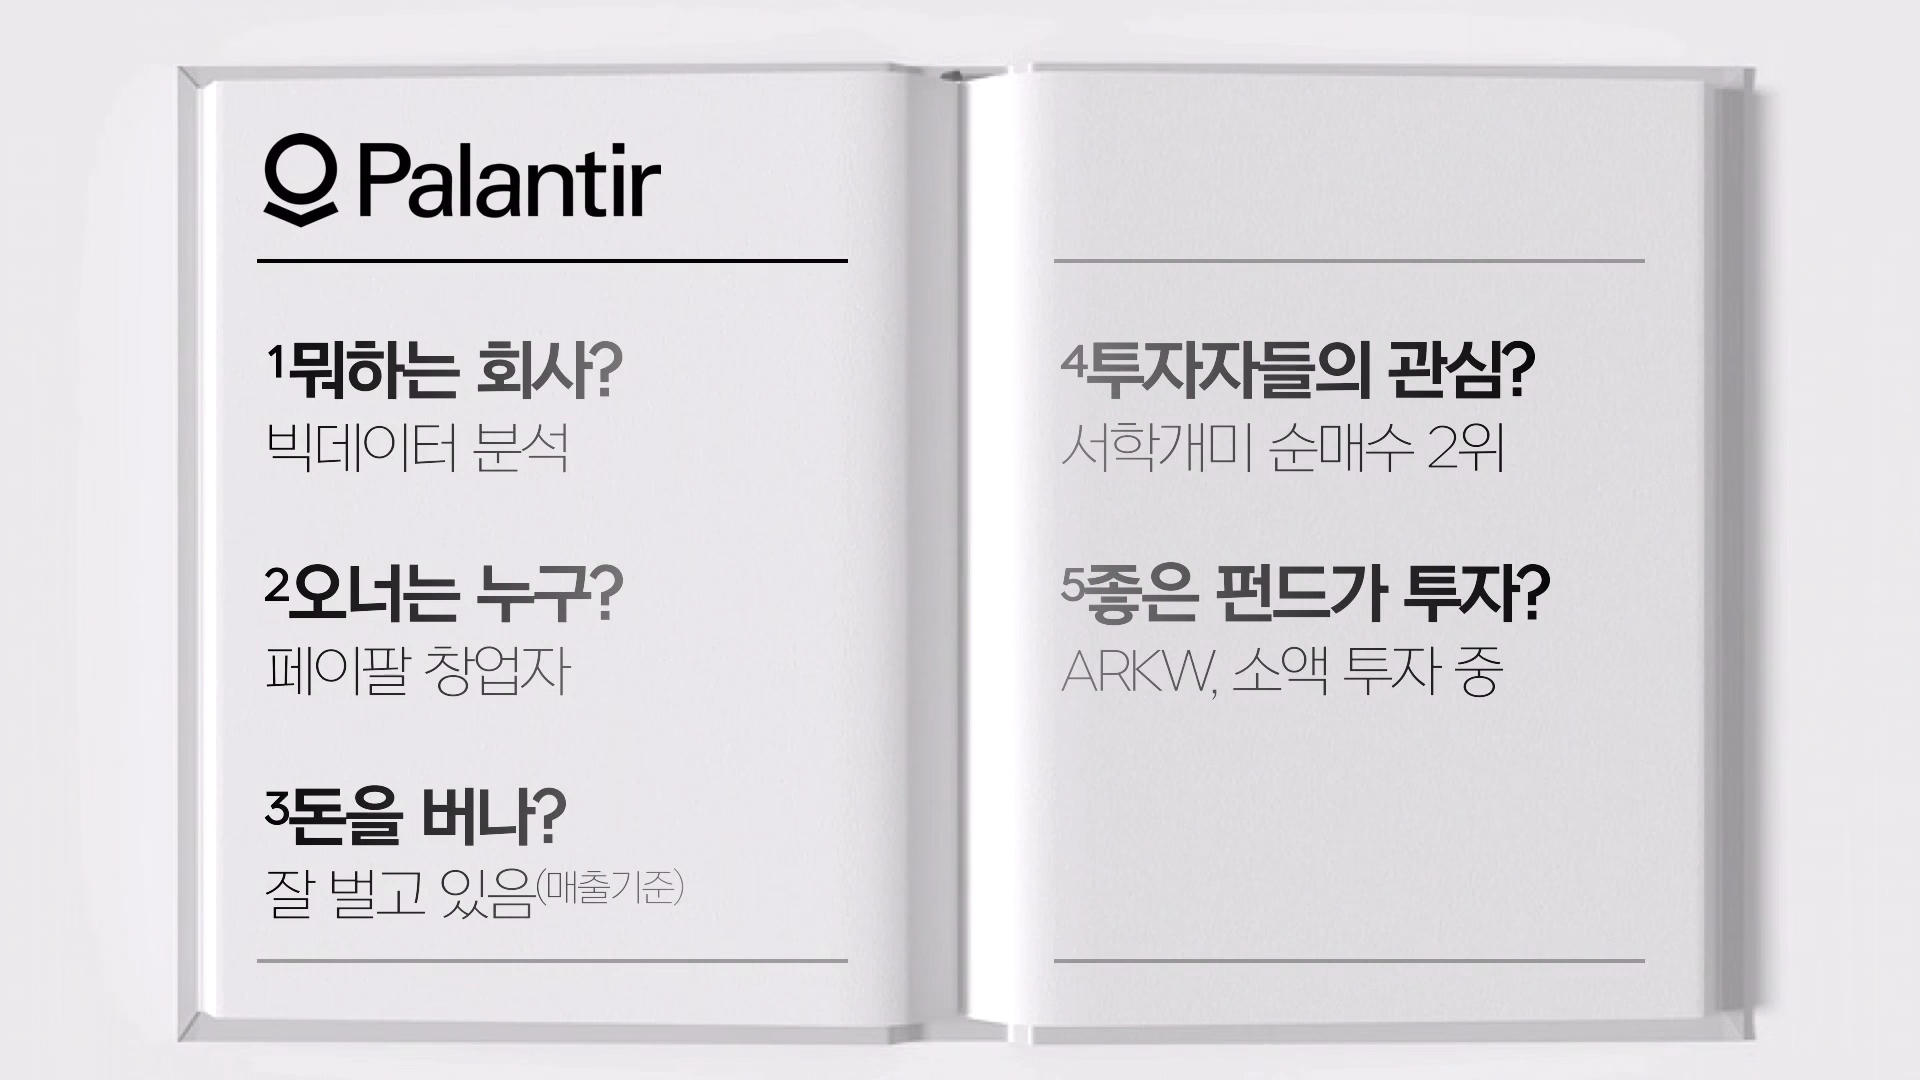 Palantir
1뭐하는 회사?
빅데이터 분석
2오너는 누구?
페이팔 창업자
3돈을 버나?
잘 벌고 있음(매출기준)
4투자자들의 관심?
서학개미 순매수 2위
5좋은 펀드가 투자?
ARKW, 소액 투자 중